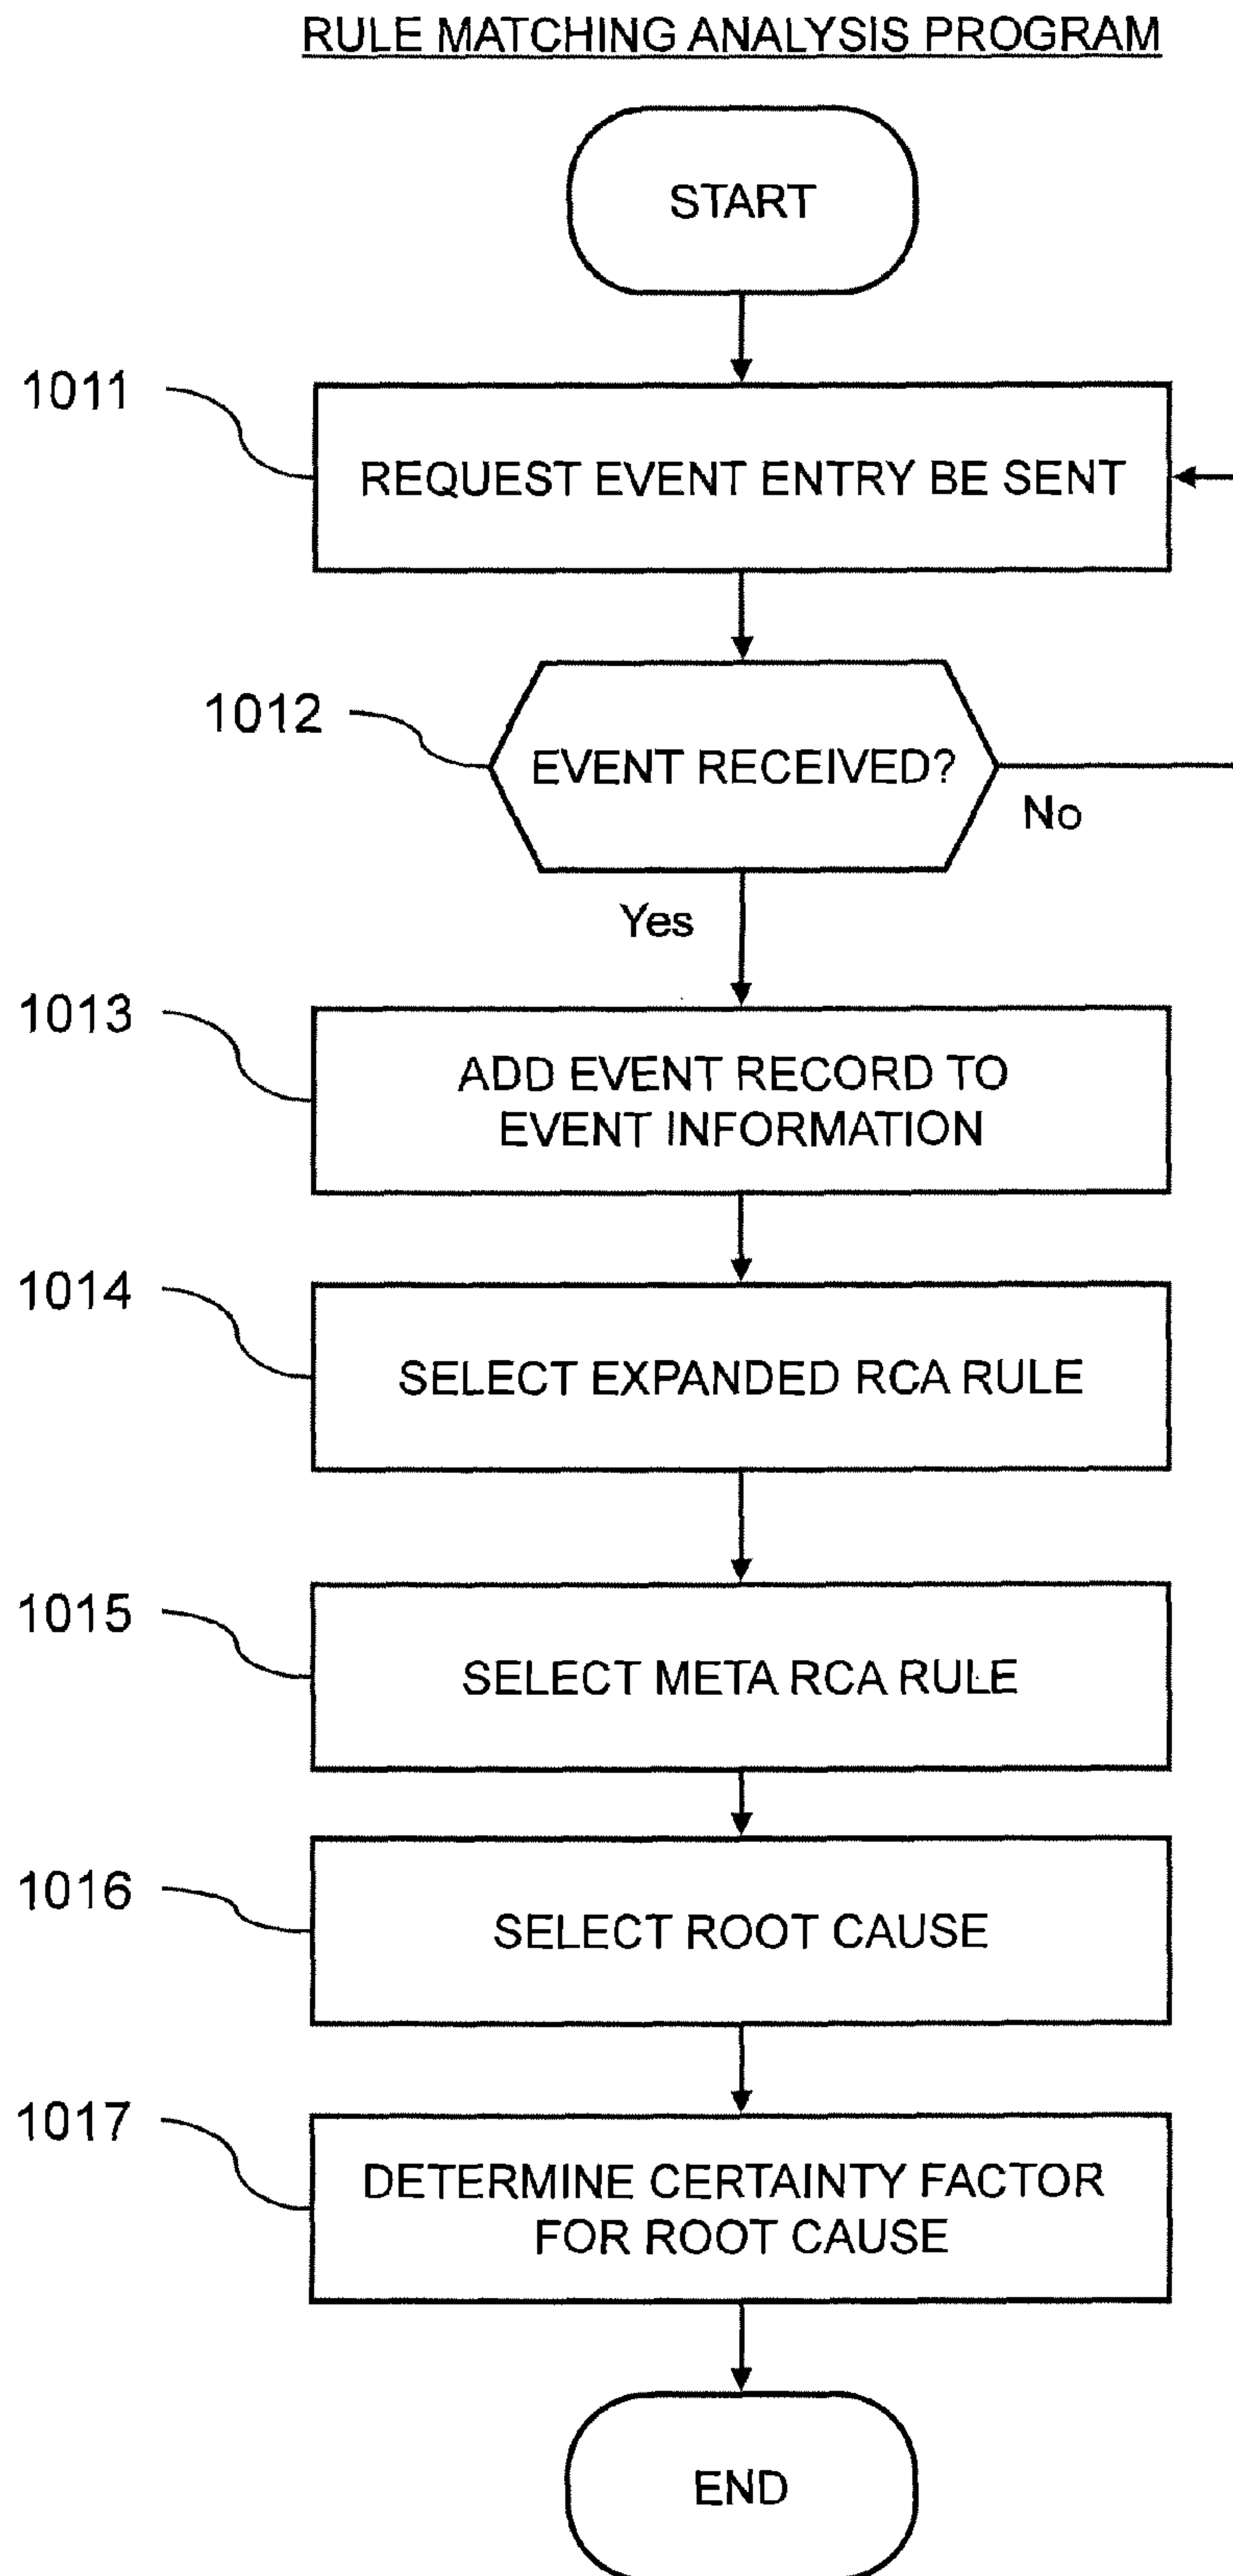 RULE MATCHING ANALYSIS PROGRAM
START
1011
REQUEST EVENT ENTRY BE SENT
1012
EVENT RECEIVED?
No
Yes
1013
ADD EVENT RECORD TO
EVENT INFORMATION
1014
SELECT EXPANDED RCA RULE
1015
SELECT META RCA RULE
1016
SELECT ROOT CAUSE
1017
DETERMINE CERTAINTY FACTOR
FOR ROOT CAUSE
END